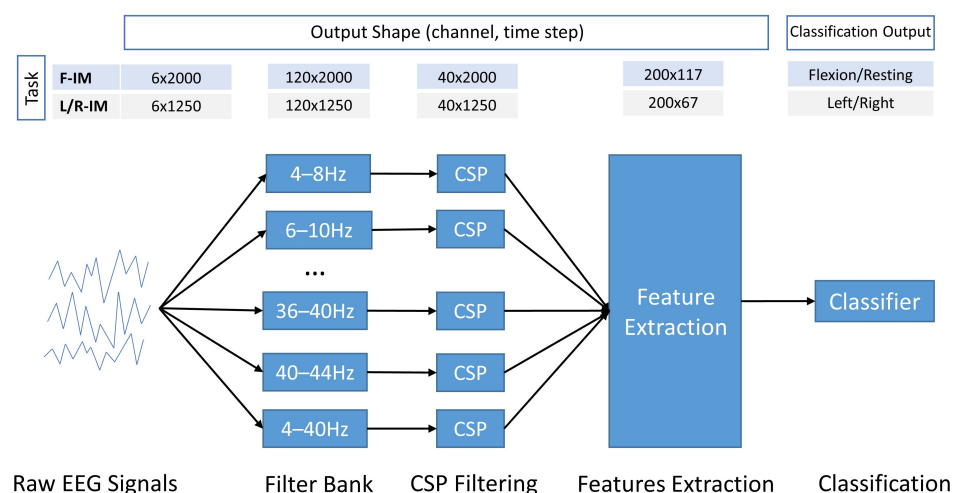 Output Shape (channel, time step)
Classification Output
Task
F-IM 6x2000 120x2000 40x2000 200x117 Flexion/Resting
L/R-IM 6x1250 120x1250 40x1250 200x67 Left/Right
4–8Hz CSP
6–10Hz CSP
...
36–40Hz CSP
Feature
Extraction
Classifier
40–44Hz CSP
4–40Hz CSP
Raw EEG Signals Filter Bank CSP Filtering Features Extraction Classification